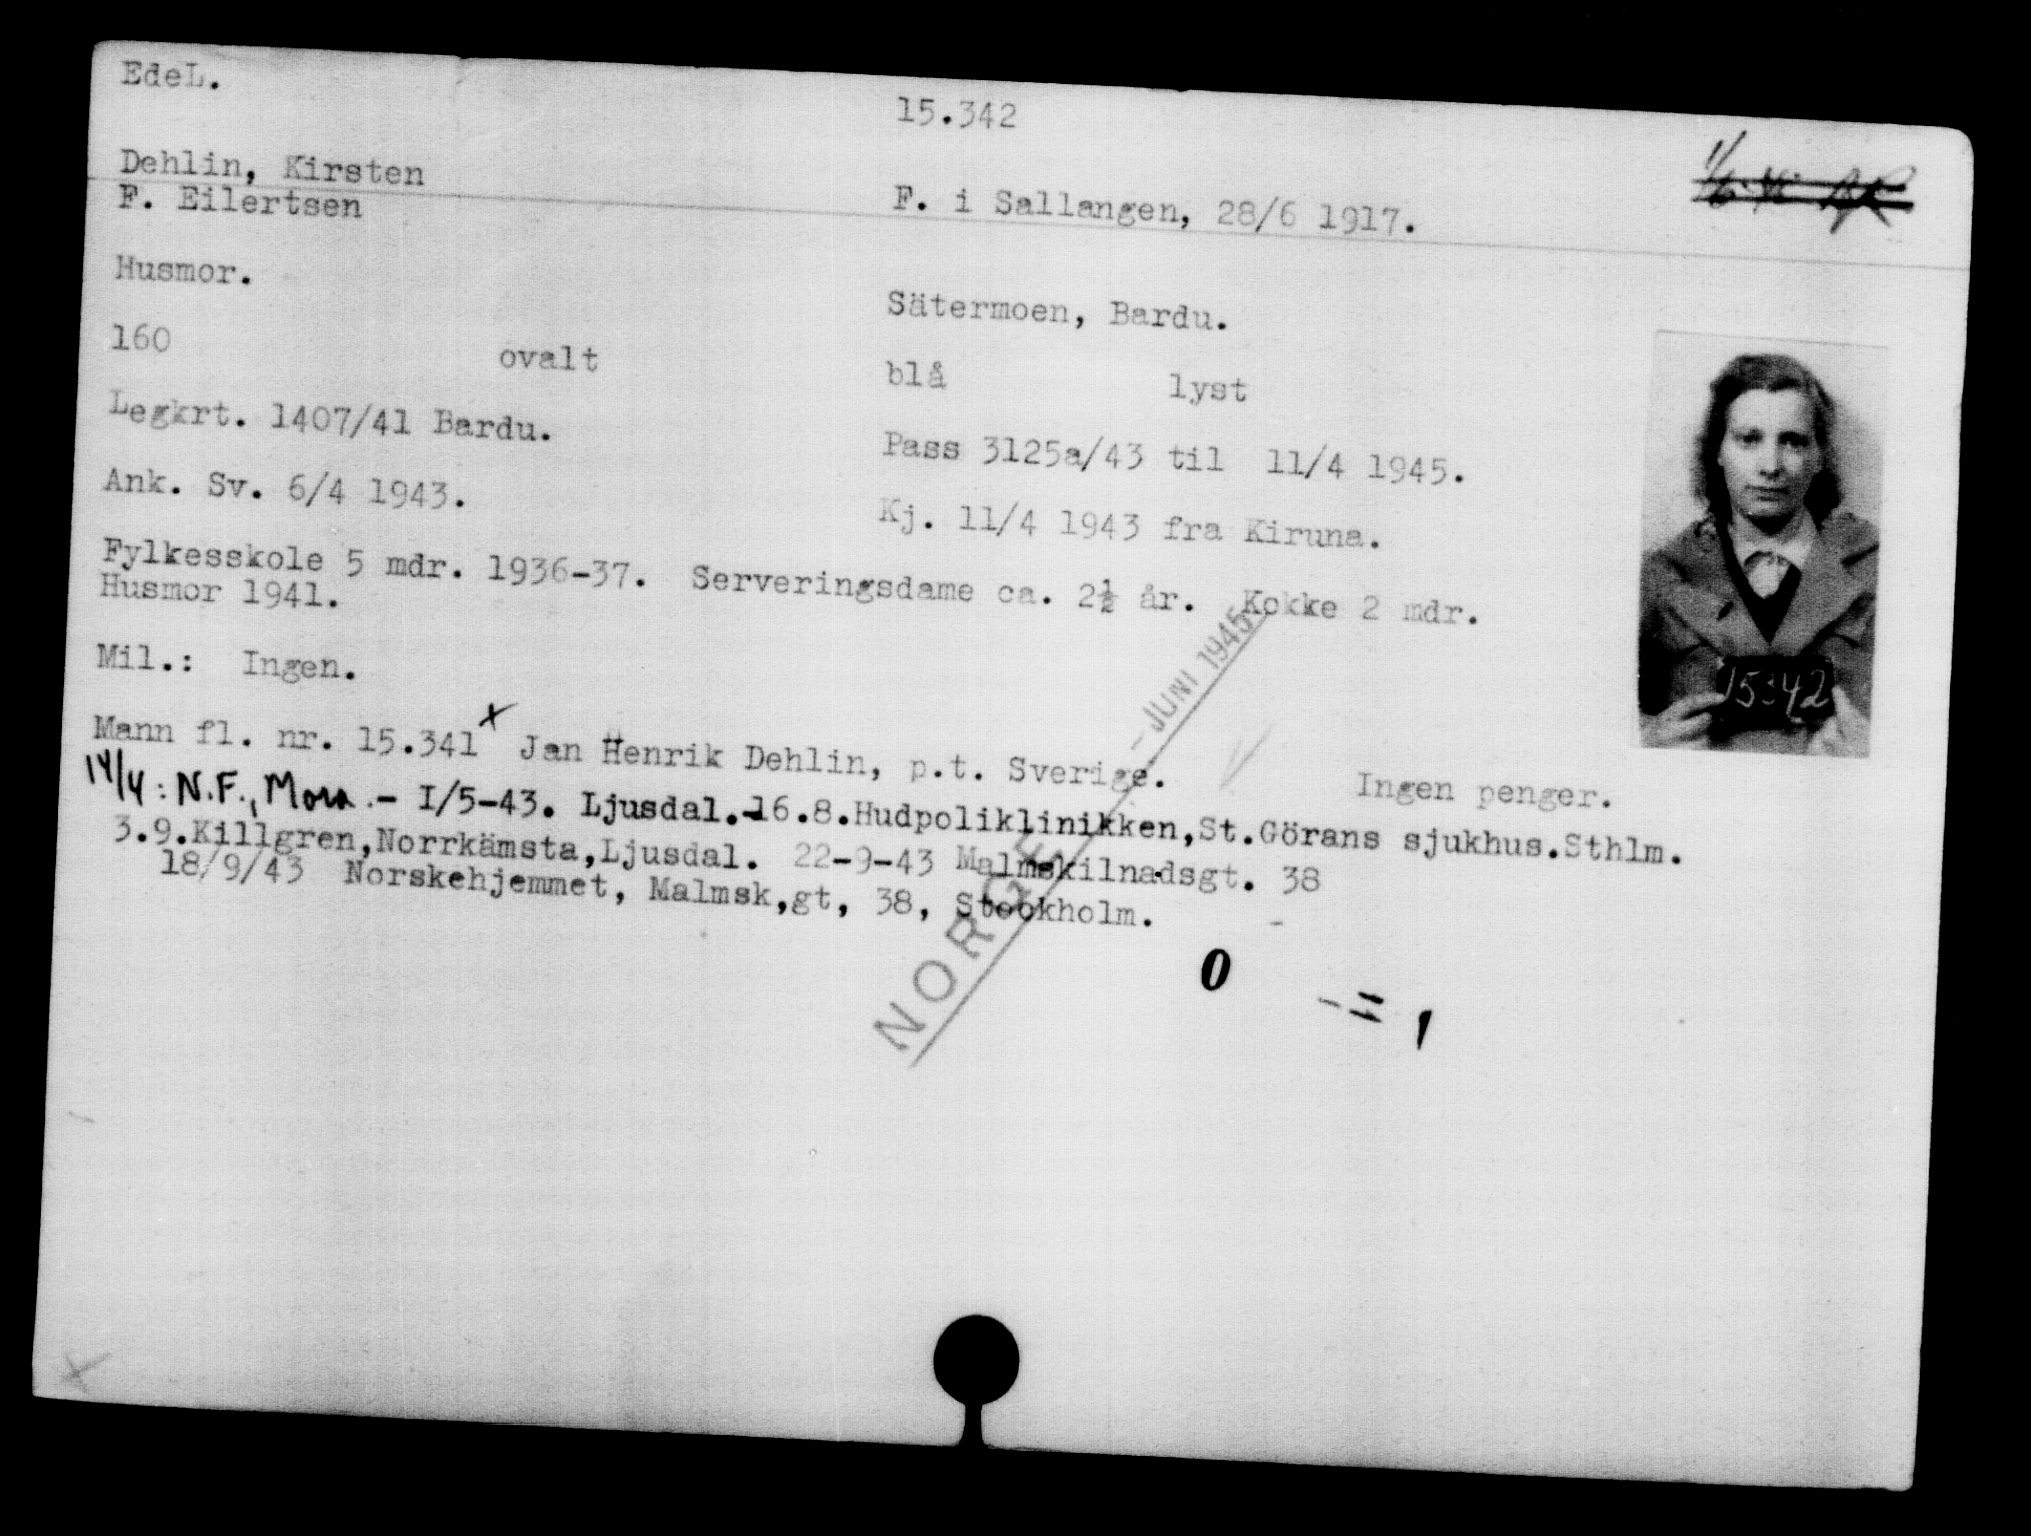 EdeL.
15.342
Dehlin, Kirsten
F. Eilertsen
F. i Sallangen, 28/6 1917.
Husmor.
Sätermoen, Bardu.
160 ovalt blå lyst
Legkrt. 1407/41 Bardu.
Pass 3125a/43 til 11/4 1945.
Ank. Sv. 6/4 1943.
Kj. 11/4 1943 fra Kiruna.
Fylkesskole 5 mdr. 1936-37. Serveringsdame ca. 2½ år. Kokke 2 mdr.
Husmor 1941.
Mil.: Ingen.
15342
Mann fl. nr. 15.341 x Jan Henrik Dehlin, p.t. Sverige. Ingen penger.
14/4: N.F., Mora.- I/5-43. Ljusdal.-16.8.Hudpoliklinikken,St.Görans sjukhus.Sthlm.
3.9.Killgren,Norrkämsta,Ljusdal. 22-9-43 Malmskilnadsgt. 38
18/9/43 Norskehjemmet, Malmsk,gt, 38, Stockholm.
NORGE
- JUNI 1945
0